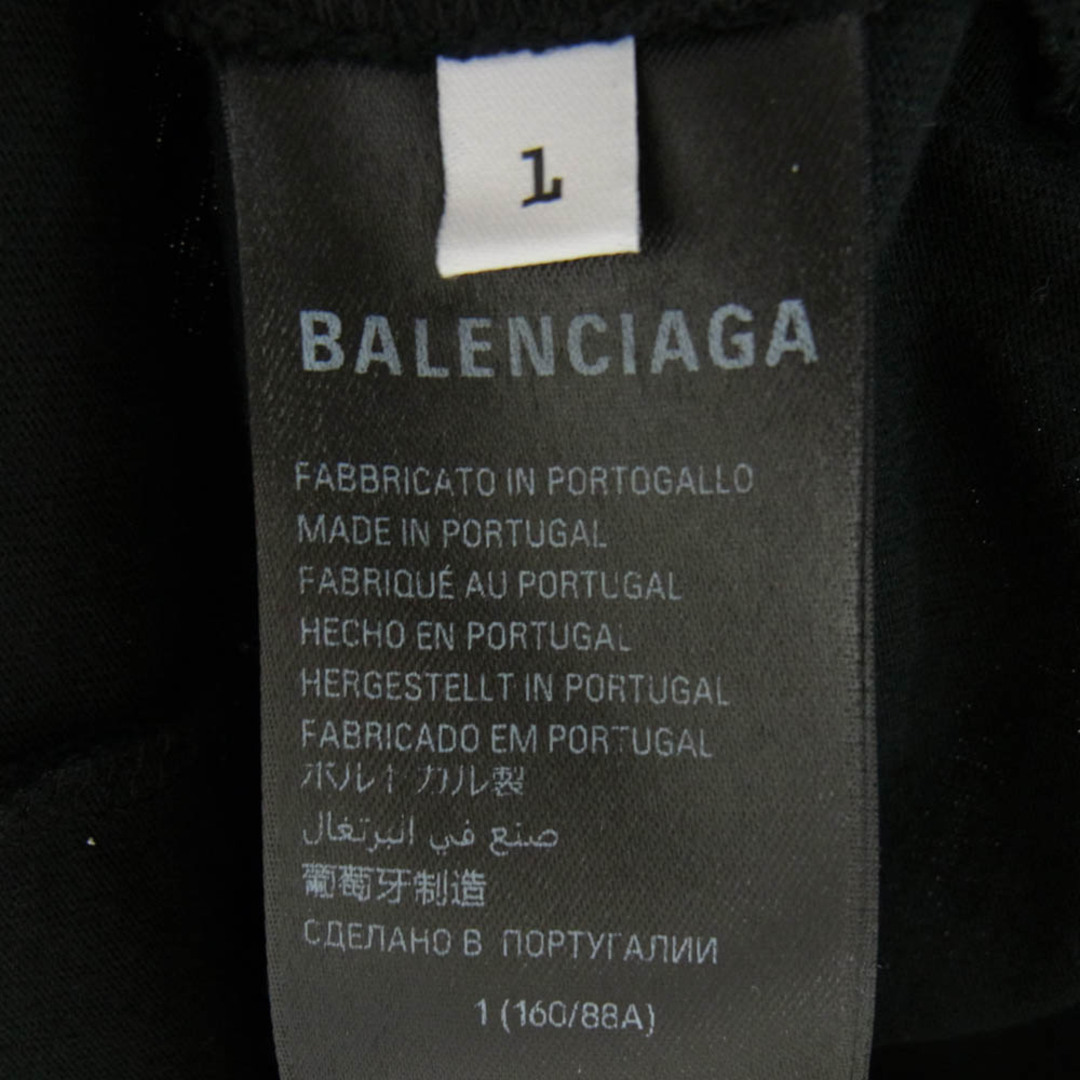 1
BALENCIAGA
FABBRICATO IN PORTOGALLO
MADE IN PORTUGAL
FABRIQUÉ AU PORTUGAL
HECHO EN PORTUGAL
HERGESTELLT IN PORTUGAL
FABRICADO EM PORTUGAL
ポルトガル製
صنع في البرتغال
葡萄牙制造
СДЕЛАНО В ПОРТУГАЛИИ
1 (160/88A)